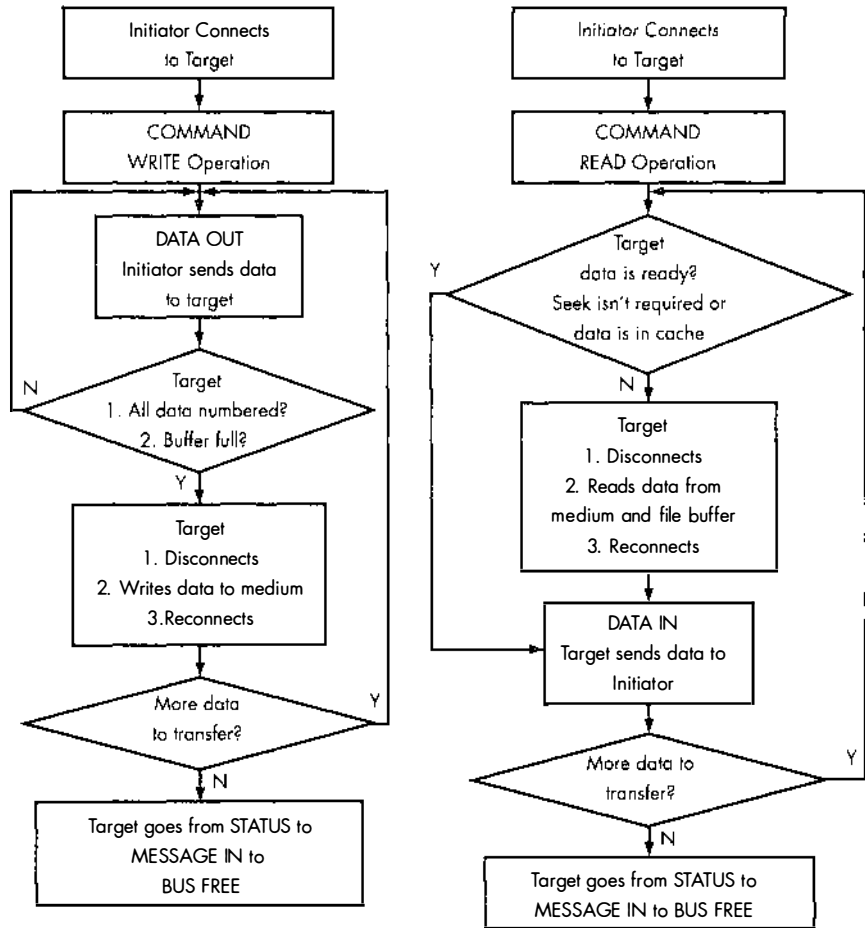 Initiator Connects
to Target
COMMAND
WRITE Operation
DATA OUT
Initiator sends data
to target
N
Target
1. All data numbered?
2. Buffer full?
Y
Target
1. Disconnects
2. Writes data to medium
3.Reconnects
More data
to transfer?
Y
N
Target goes from STATUS to
MESSAGE IN to
BUS FREE
Initiator Connects
to Target
COMMAND
READ Operation
Y
Target
data is ready?
Seek isn't required or
data is in cache
N
Target
1. Disconnects
2. Reads data from
medium and file buffer
3. Reconnects
DATA IN
Target sends data to
Initiator
More data to
transfer?
Y
N
Target goes from STATUS to
MESSAGE IN to BUS FREE